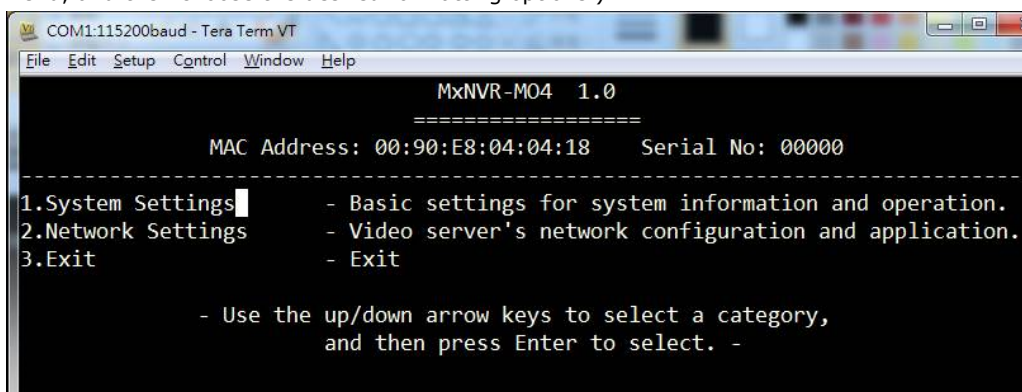 COM1:115200baud - Tera Term VT
File Edit Setup Control Window Help
MxNVR-MO4 1.0
==================
MAC Address: 00:90:E8:04:04:18 Serial No: 00000
--------------------------------------------------------------------------------
1.System Settings - Basic settings for system information and operation.
2.Network Settings - Video server's network configuration and application.
3.Exit - Exit
- Use the up/down arrow keys to select a category,
and then press Enter to select. -